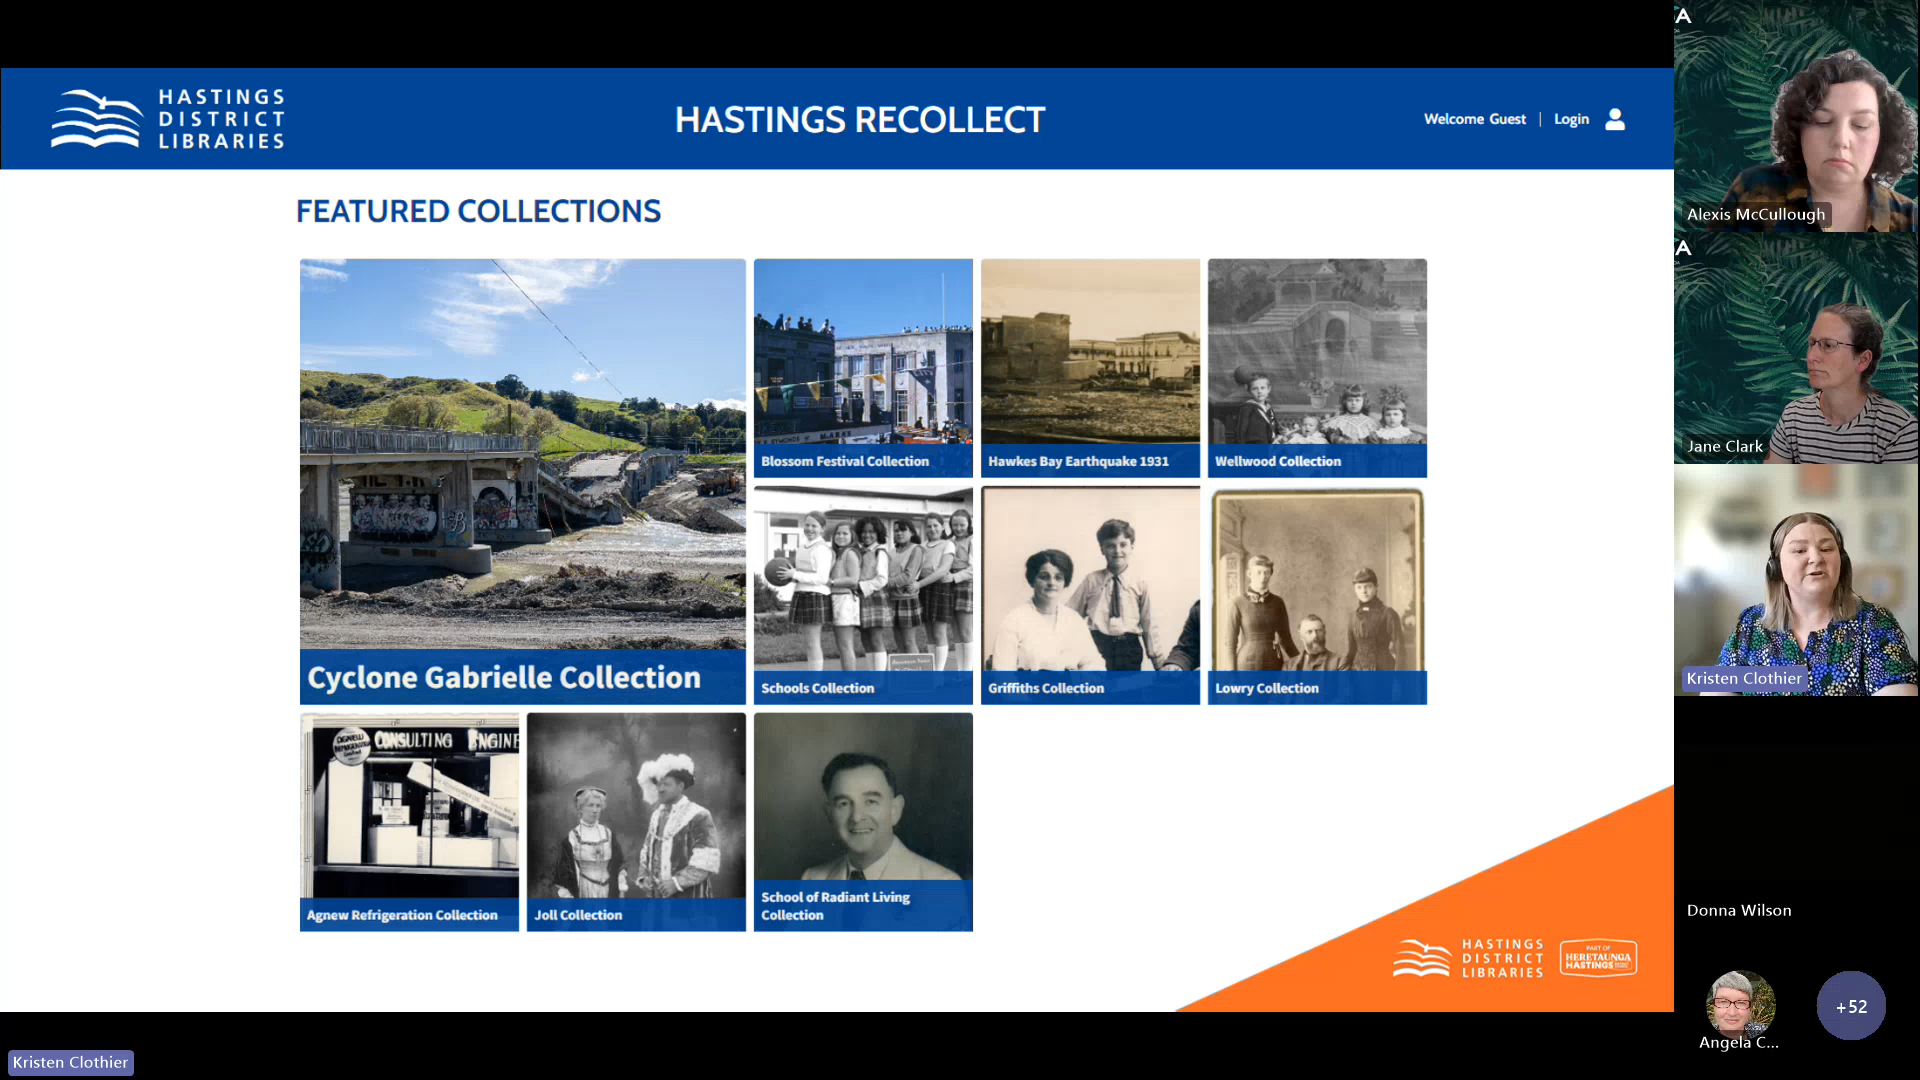 HASTINGS
DISTRICT
LIBRARIES
HASTINGS RECOLLECT
Welcome Guest | Login
FEATURED COLLECTIONS
Blossom Festival Collection
Hawkes Bay Earthquake 1931
Wellwood Collection
Cyclone Gabrielle Collection
Schools Collection
Griffiths Collection
Lowry Collection
CONSULTING ENGINE
Agnew Refrigeration Collection
Joll Collection
School of Radiant Living
Collection
HASTINGS
DISTRICT
LIBRARIES
PART OF
HERETAUNGA
HASTINGS
A
Alexis McCullough
A
Jane Clark
Kristen Clothier
Donna Wilson
Angela C...
+52
Kristen Clothier